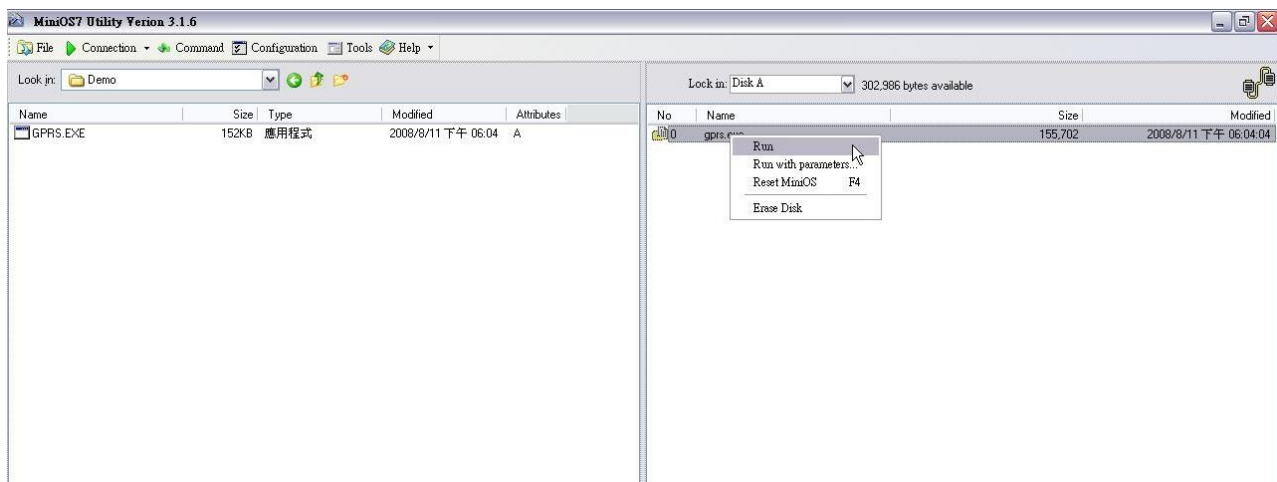 MiniOS7 Utility Verion 3.1.6
File Connection Command Configuration Tools Help
Look in: Demo
Lock in: Disk A 302,986 bytes available
Name Size Type Modified Attributes
GPRS.EXE 152KB 應用程式 2008/8/11 下午 06:04 A
No Name Size Modified
0 gprs.exe 155,702 2008/8/11 下午 06:04:04
Run
Run with parameters...
Reset MiniOS F4
Erase Disk